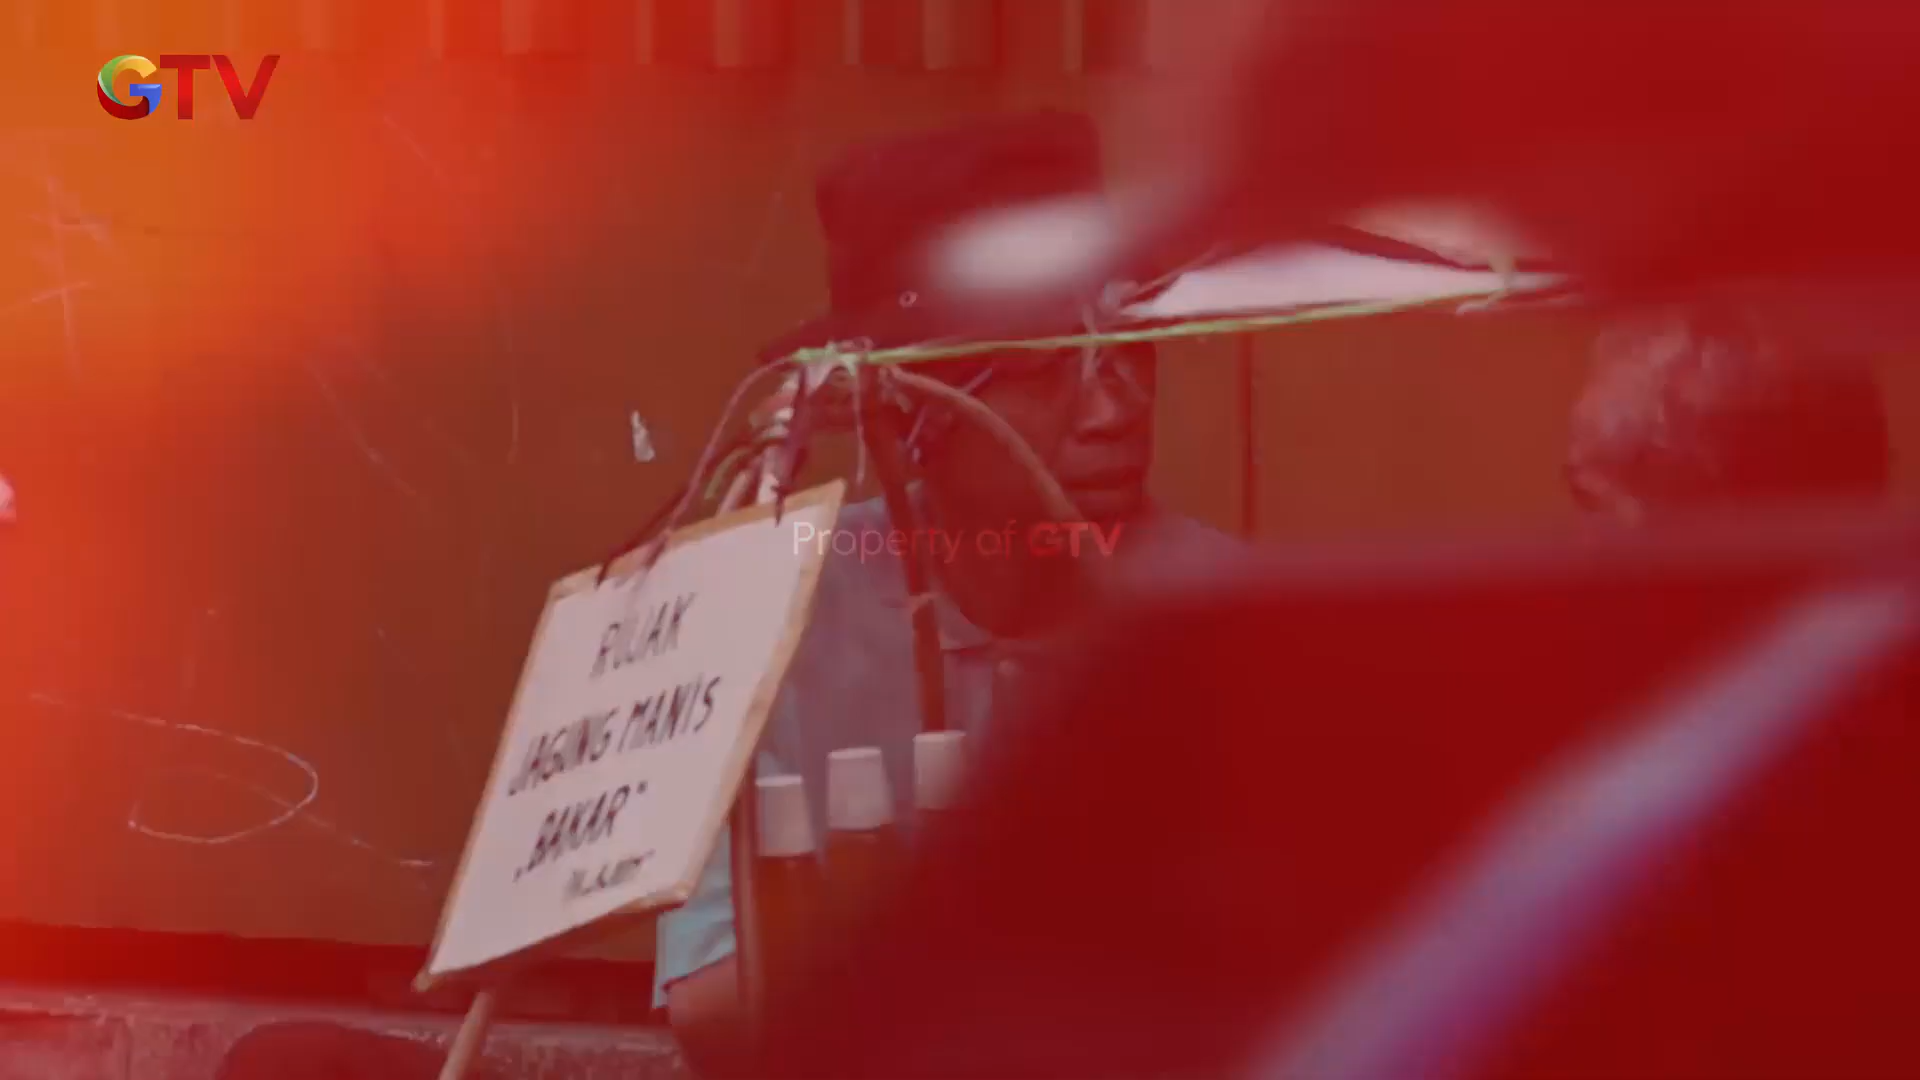 GTV
Property of GTV
RUJAK
JAGUNG MANIS
"BAKAR"